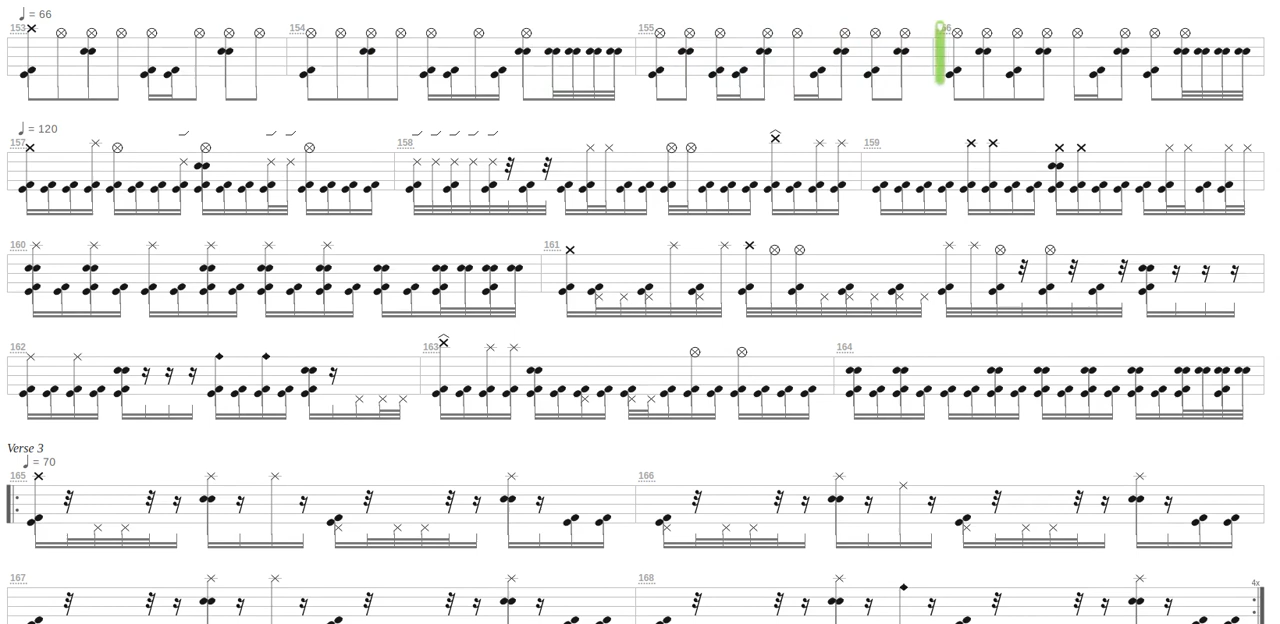 ♩ = 66
153 154 155
♩ = 120
157 158 159
160 161
162 163 164
Verse 3
♩ = 70
165 166
167 168 4x